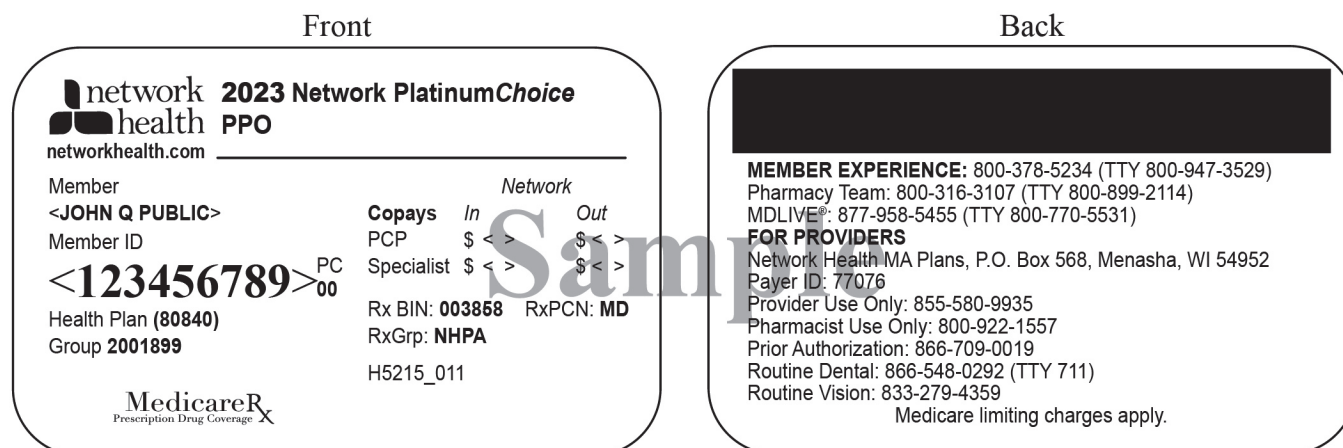 Front
network health
2023 Network PlatinumChoice
PPO
networkhealth.com
Member
<JOHN Q PUBLIC>
Member ID
<123456789> PC 00
Health Plan (80840)
Group 2001899
Network
Copays In Out
PCP $ < > $ < >
Specialist $ < > $ < >
Rx BIN: 003858 RxPCN: MD
RxGrp: NHPA
H5215_011
MedicareRx
Prescription Drug Coverage
Sample
Back
MEMBER EXPERIENCE: 800-378-5234 (TTY 800-947-3529)
Pharmacy Team: 800-316-3107 (TTY 800-899-2114)
MDLIVE®: 877-958-5455 (TTY 800-770-5531)
FOR PROVIDERS
Network Health MA Plans, P.O. Box 568, Menasha, WI 54952
Payer ID: 77076
Provider Use Only: 855-580-9935
Pharmacist Use Only: 800-922-1557
Prior Authorization: 866-709-0019
Routine Dental: 866-548-0292 (TTY 711)
Routine Vision: 833-279-4359
Medicare limiting charges apply.